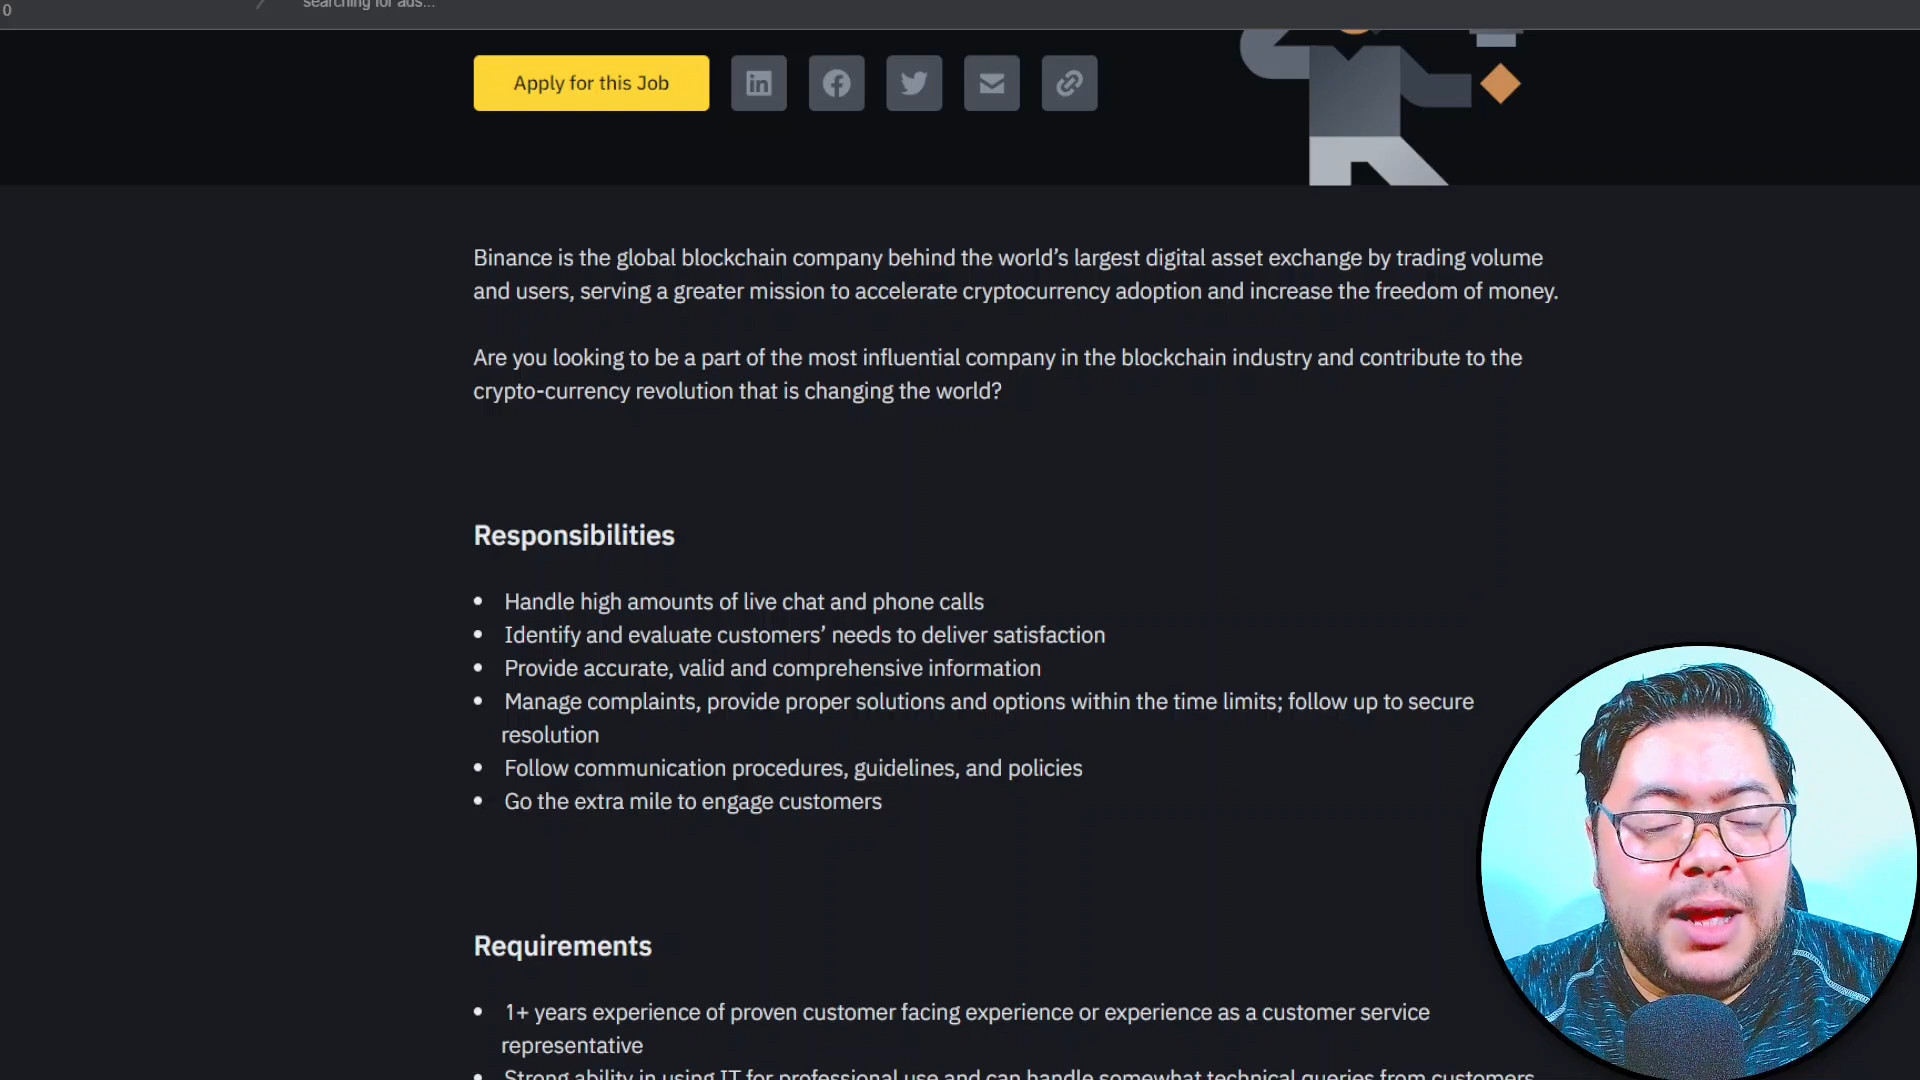 0
searching for ads...
Apply for this Job
Binance is the global blockchain company behind the world’s largest digital asset exchange by trading volume
and users, serving a greater mission to accelerate cryptocurrency adoption and increase the freedom of money.
Are you looking to be a part of the most influential company in the blockchain industry and contribute to the
crypto-currency revolution that is changing the world?
Responsibilities
• Handle high amounts of live chat and phone calls
• Identify and evaluate customers’ needs to deliver satisfaction
• Provide accurate, valid and comprehensive information
• Manage complaints, provide proper solutions and options within the time limits; follow up to secure
resolution
• Follow communication procedures, guidelines, and policies
• Go the extra mile to engage customers
Requirements
• 1+ years experience of proven customer facing experience or experience as a customer service
representative
• Strong ability in using IT for professional use and can handle somewhat technical queries from customers